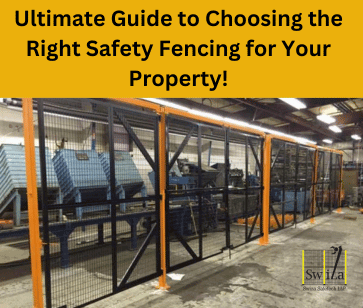 Ultimate Guide to Choosing the
Right Safety Fencing for Your
Property!
Swiza